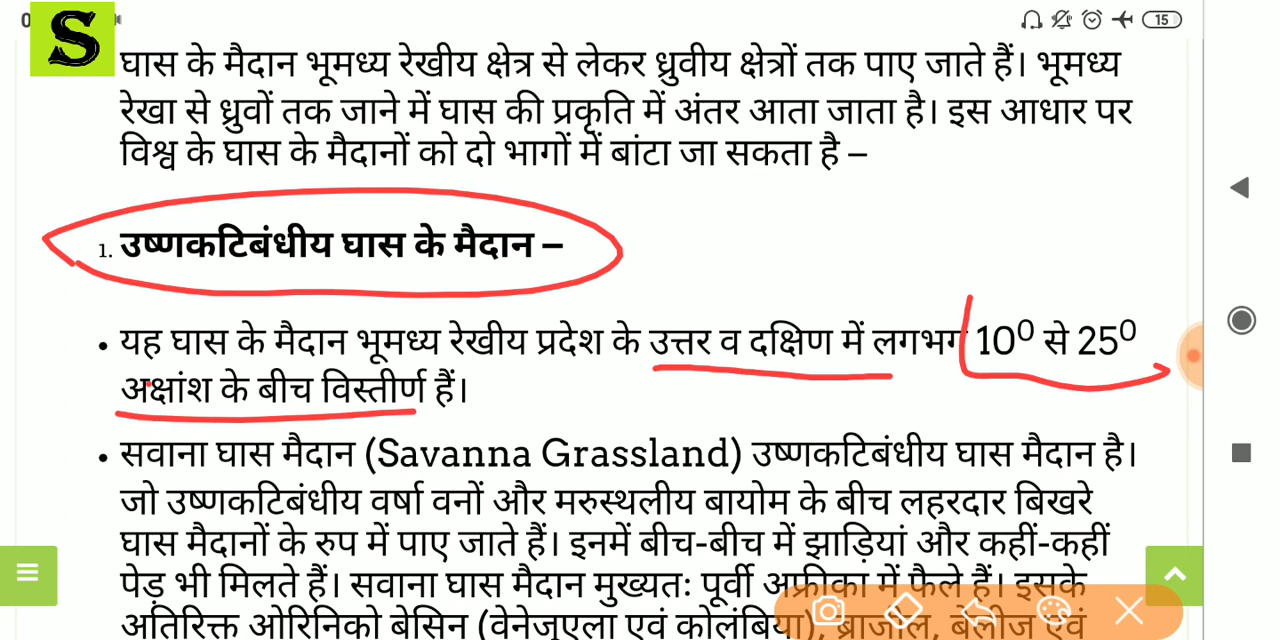 S
0
15
घास के मैदान भूमध्य रेखीय क्षेत्र से लेकर ध्रुवीय क्षेत्रों तक पाए जाते हैं। भूमध्य
रेखा से ध्रुवों तक जाने में घास की प्रकृति में अंतर आता जाता है। इस आधार पर
विश्व के घास के मैदानों को दो भागों में बांटा जा सकता है –
1. उष्णकटिबंधीय घास के मैदान –
• यह घास के मैदान भूमध्य रेखीय प्रदेश के उत्तर व दक्षिण में लगभग 10⁰ से 25⁰
अक्षांश के बीच विस्तीर्ण हैं।
• सवाना घास मैदान (Savanna Grassland) उष्णकटिबंधीय घास मैदान है।
जो उष्णकटिबंधीय वर्षा वनों और मरुस्थलीय बायोम के बीच लहरदार बिखरे
घास मैदानों के रुप में पाए जाते हैं। इनमें बीच-बीच में झाड़ियां और कहीं-कहीं
पेड़ भी मिलते हैं। सवाना घास मैदान मुख्यतः पूर्वी अफ्रीका में फैले हैं। इसके
अतिरिक्त ओरिनिको बेसिन (वेनेजुएला एवं कोलंबिया), ब्राजील, बेलीज एवं